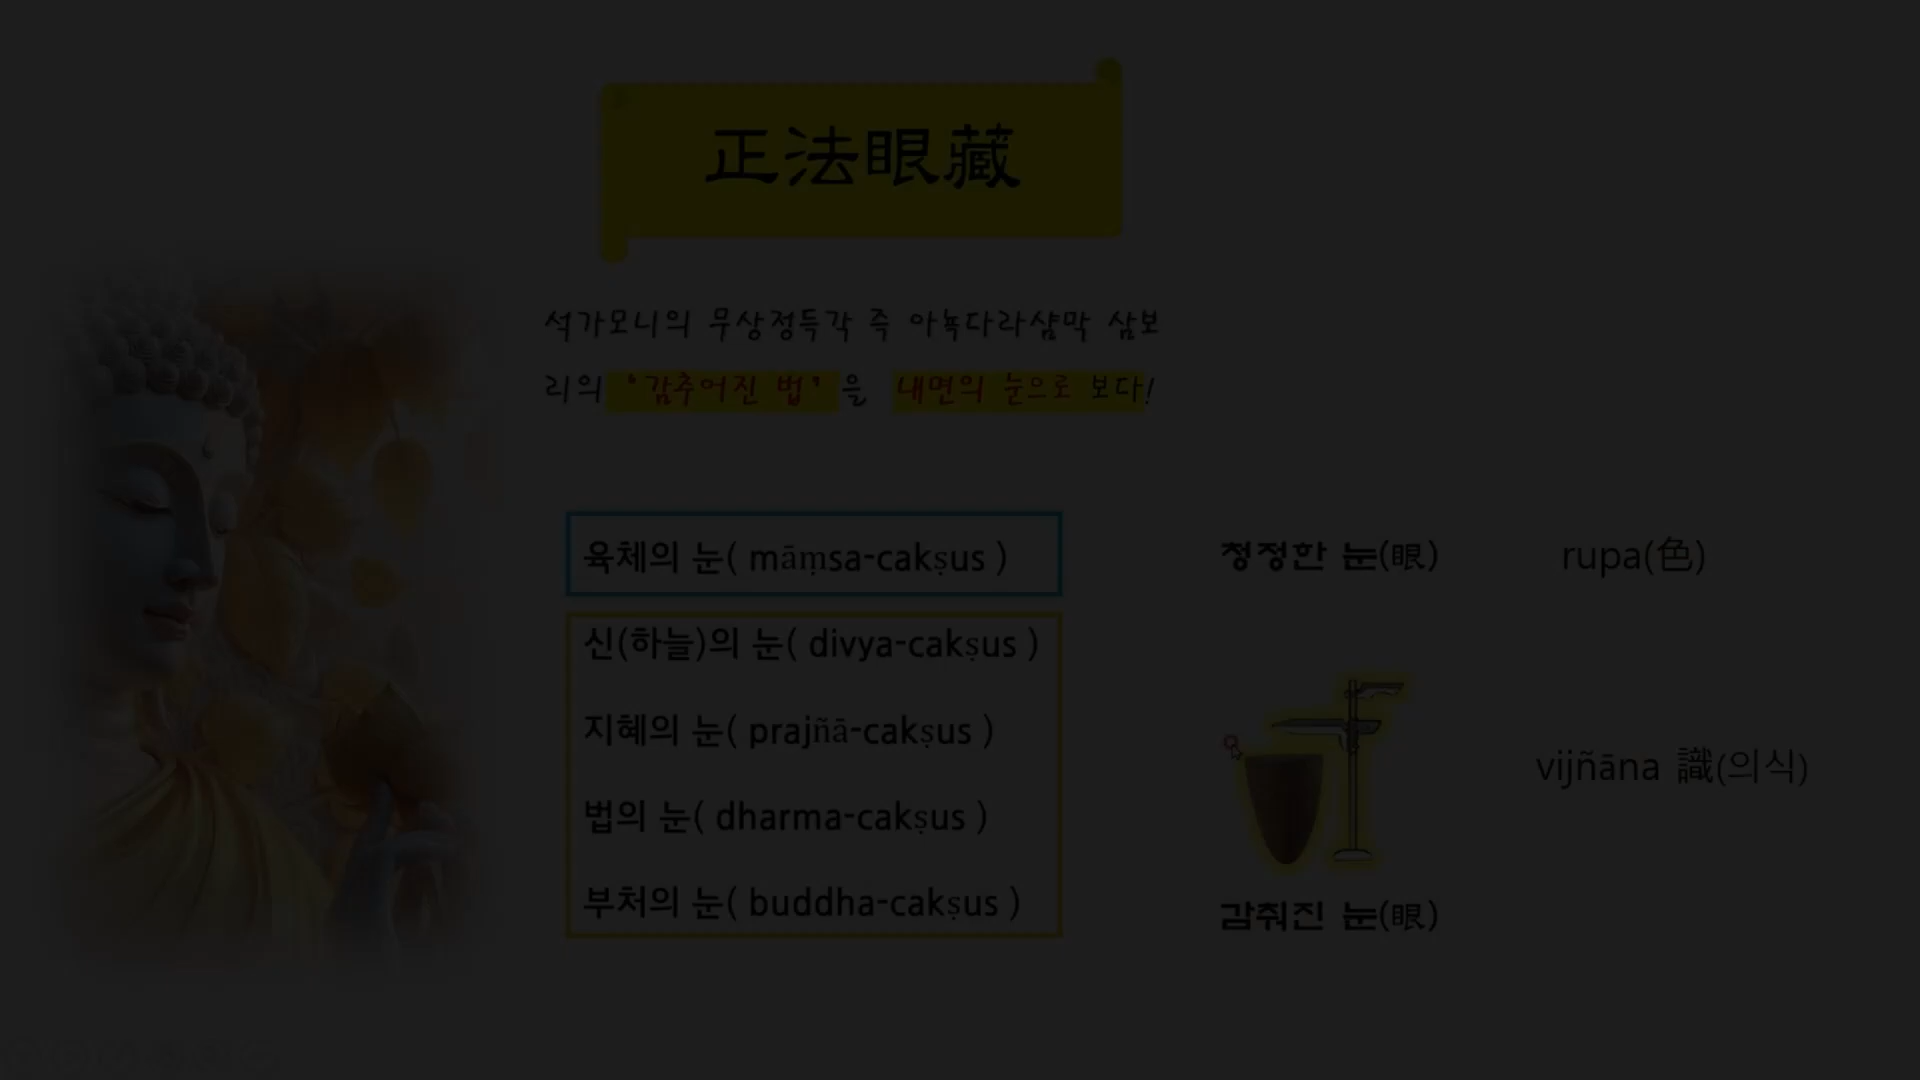 正法眼藏
석가모니의 무상정득각 즉 아뇩다라샴막 삼보
리의 '감추어진 법'을 내면의 눈으로 보다!
육체의 눈( māṃsa-cakṣus )
청정한 눈(眼)
rupa(色)
신(하늘)의 눈( divya-cakṣus )
지혜의 눈( prajñā-cakṣus )
vijñāna 識(의식)
법의 눈( dharma-cakṣus )
부처의 눈( buddha-cakṣus )
감춰진 눈(眼)